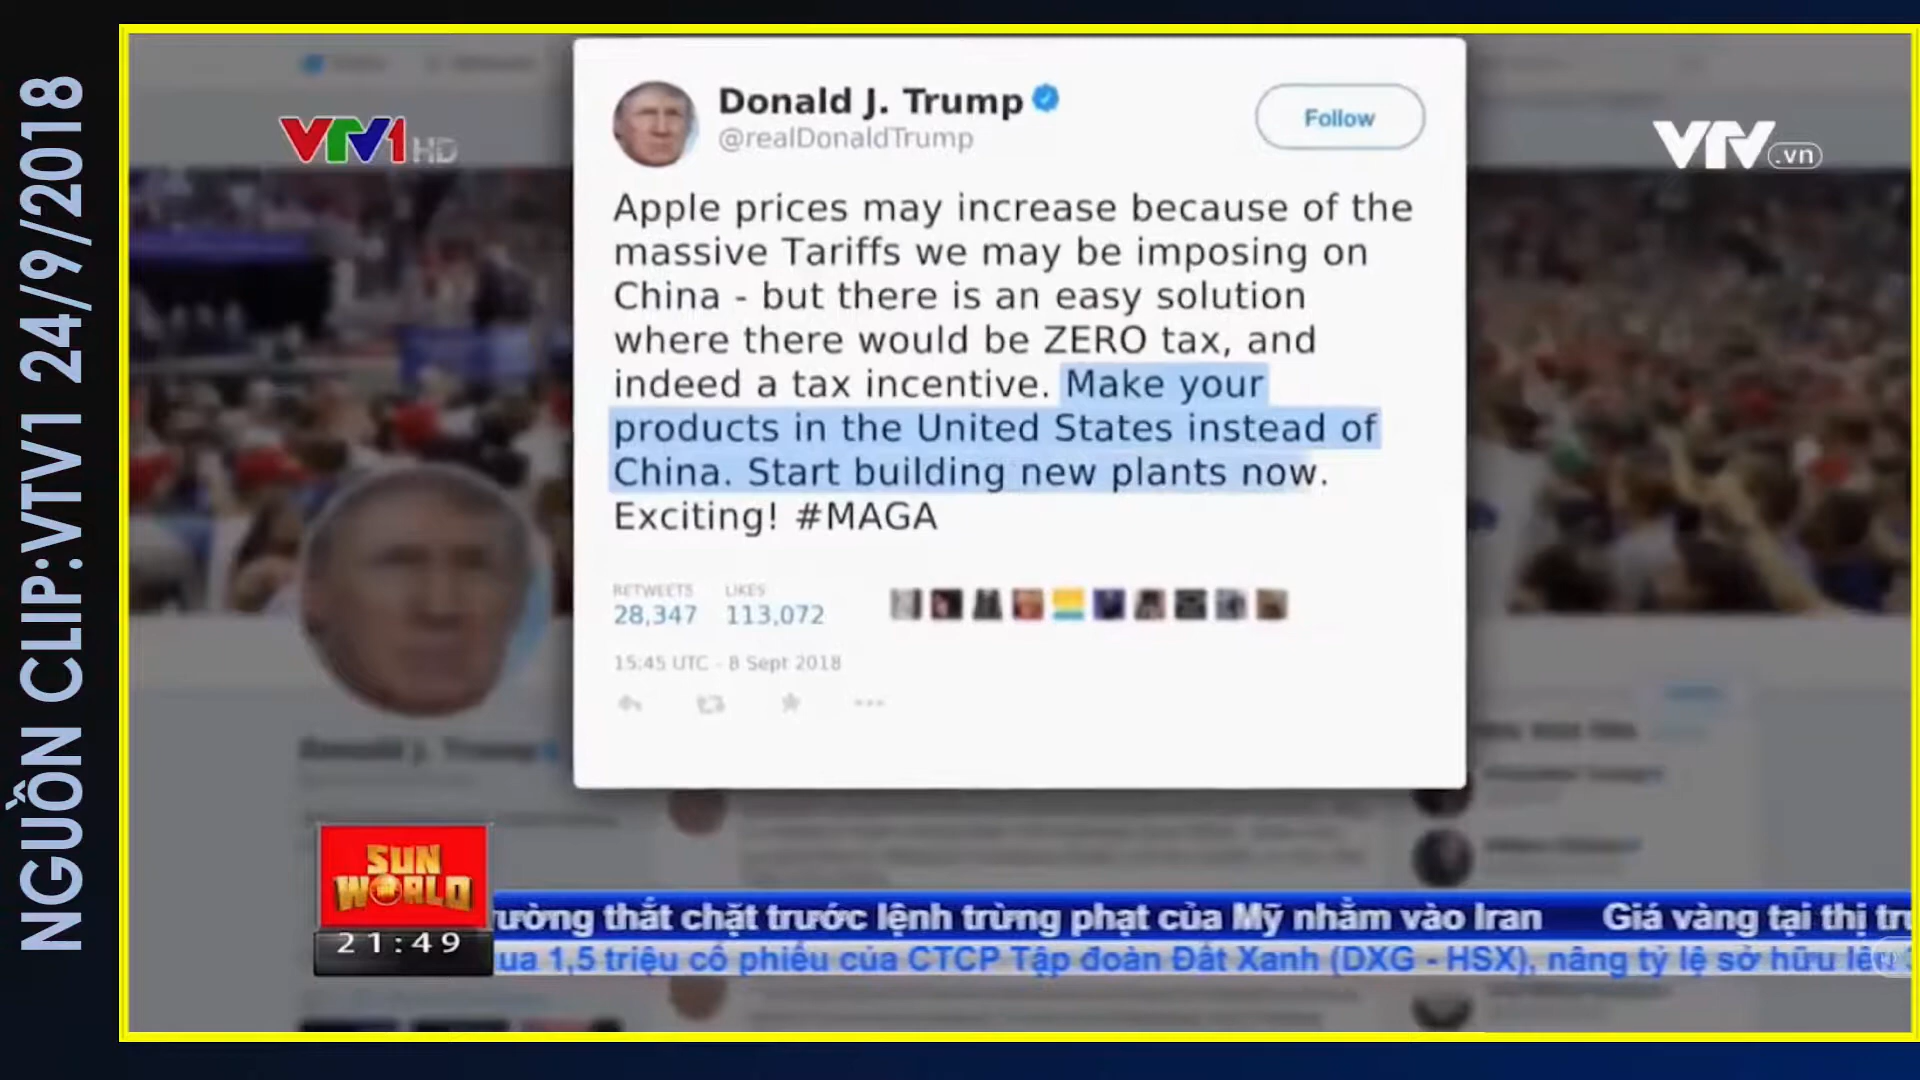 NGUỒN CLIP:VTV1 24/9/2018
VTV1 HD
VTV.vn
Donald J. Trump
@realDonaldTrump
Follow
Apple prices may increase because of the
massive Tariffs we may be imposing on
China - but there is an easy solution
where there would be ZERO tax, and
indeed a tax incentive. Make your
products in the United States instead of
China. Start building new plants now.
Exciting! #MAGA
RETWEETS LIKES
28,347 113,072
15:45 UTC - 8 Sept 2018
Donald J. Trump
SUN
WORLD
21:49
ường thắt chặt trước lệnh trừng phạt của Mỹ nhằm vào Iran Giá vàng tại thị
ua 1,5 triệu cổ phiếu của CTCP Tập đoàn Đất Xanh (DXG - HSX), nâng tỷ lệ sở hữu